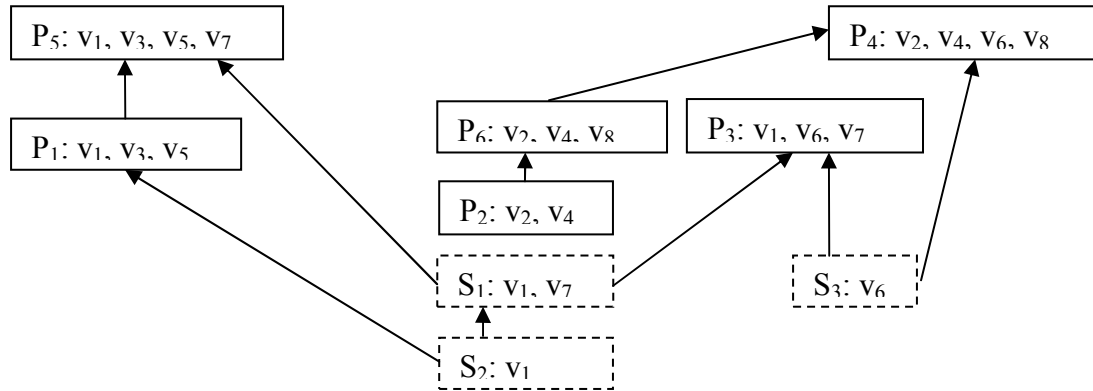 P₅: v₁, v₃, v₅, v₇
P₄: v₂, v₄, v₆, v₈
P₆: v₂, v₄, v₈
P₃: v₁, v₆, v₇
P₁: v₁, v₃, v₅
P₂: v₂, v₄
S₁: v₁, v₇
S₃: v₆
S₂: v₁